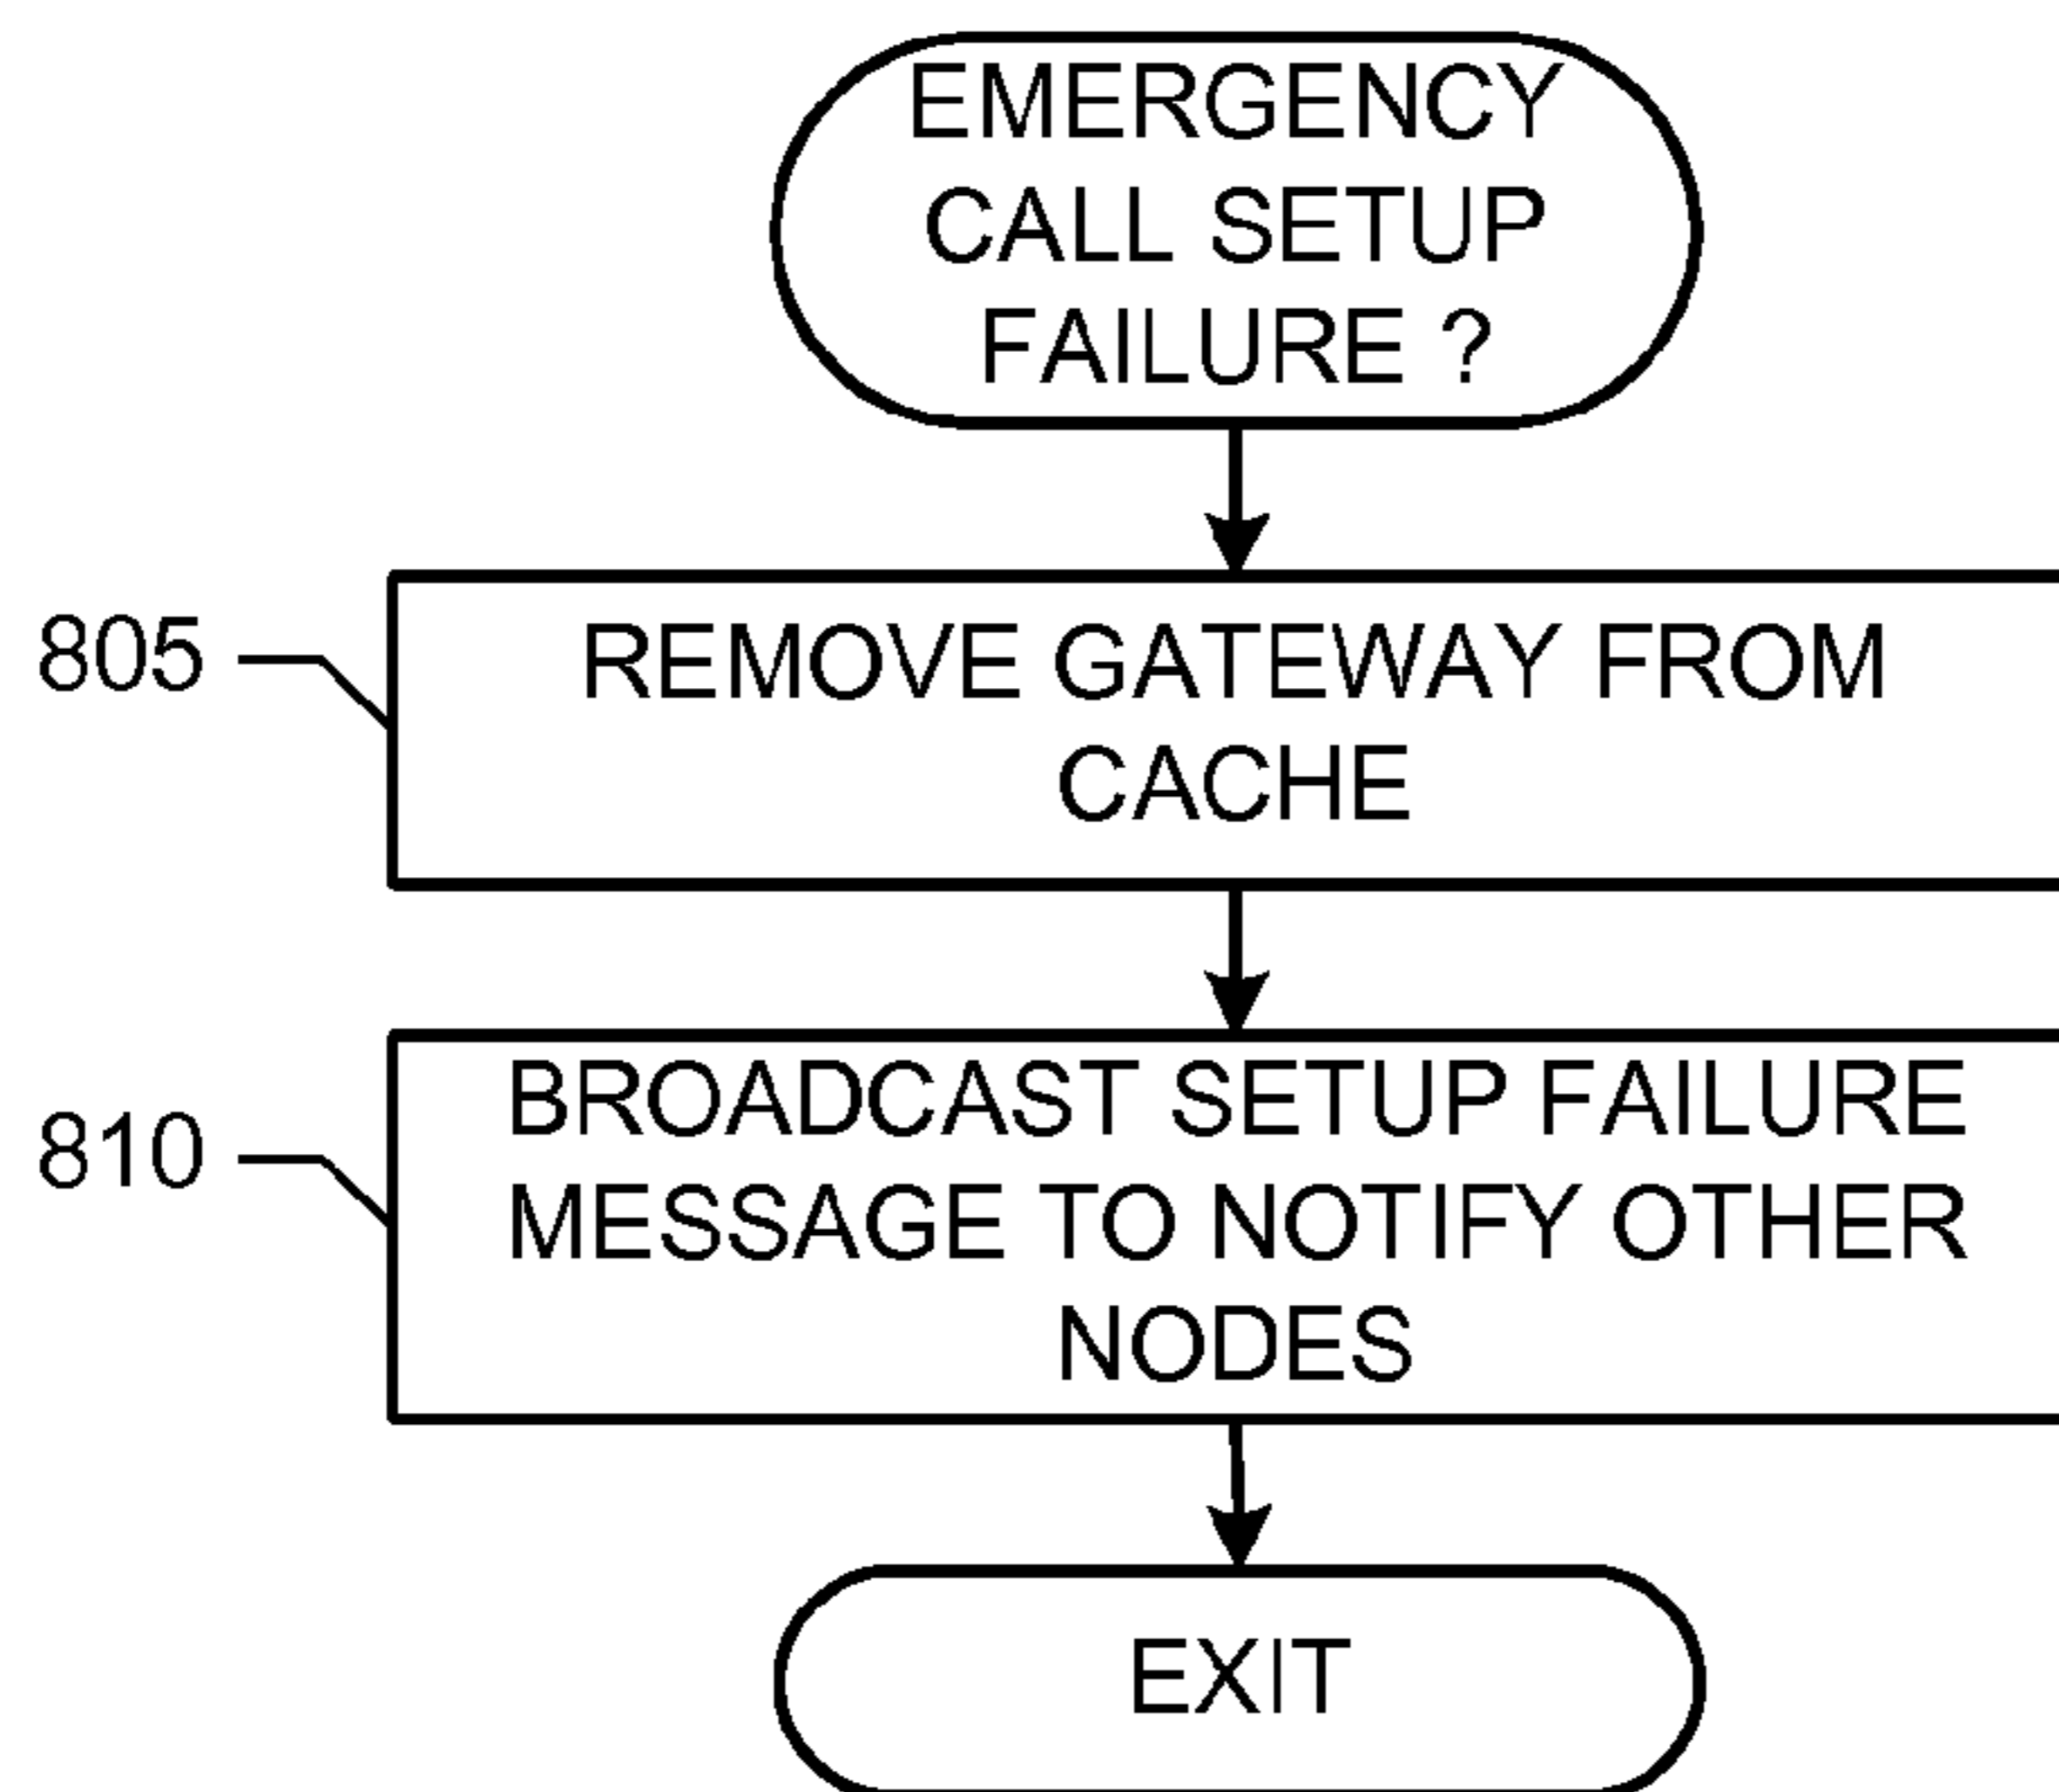 EMERGENCY
CALL SETUP
FAILURE ?
805
REMOVE GATEWAY FROM
CACHE
810
BROADCAST SETUP FAILURE
MESSAGE TO NOTIFY OTHER
NODES
EXIT